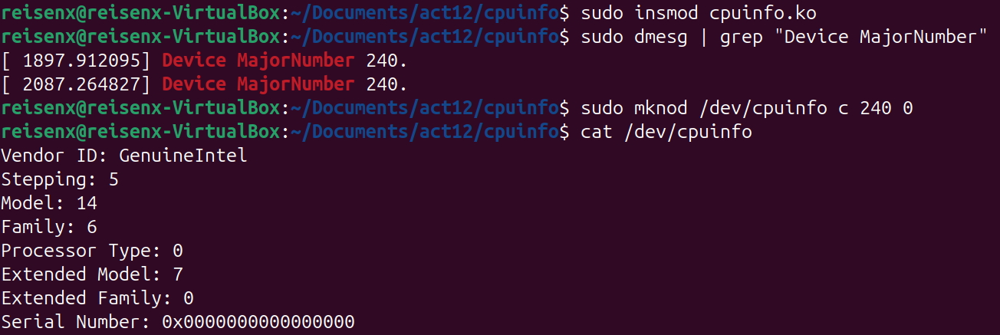 reisenx@reisenx-VirtualBox:~/Documents/act12/cpuinfo$ sudo insmod cpuinfo.ko
reisenx@reisenx-VirtualBox:~/Documents/act12/cpuinfo$ sudo dmesg | grep "Device MajorNumber"
[ 1897.912095] Device MajorNumber 240.
[ 2087.264827] Device MajorNumber 240.
reisenx@reisenx-VirtualBox:~/Documents/act12/cpuinfo$ sudo mknod /dev/cpuinfo c 240 0
reisenx@reisenx-VirtualBox:~/Documents/act12/cpuinfo$ cat /dev/cpuinfo
Vendor ID: GenuineIntel
Stepping: 5
Model: 14
Family: 6
Processor Type: 0
Extended Model: 7
Extended Family: 0
Serial Number: 0x0000000000000000